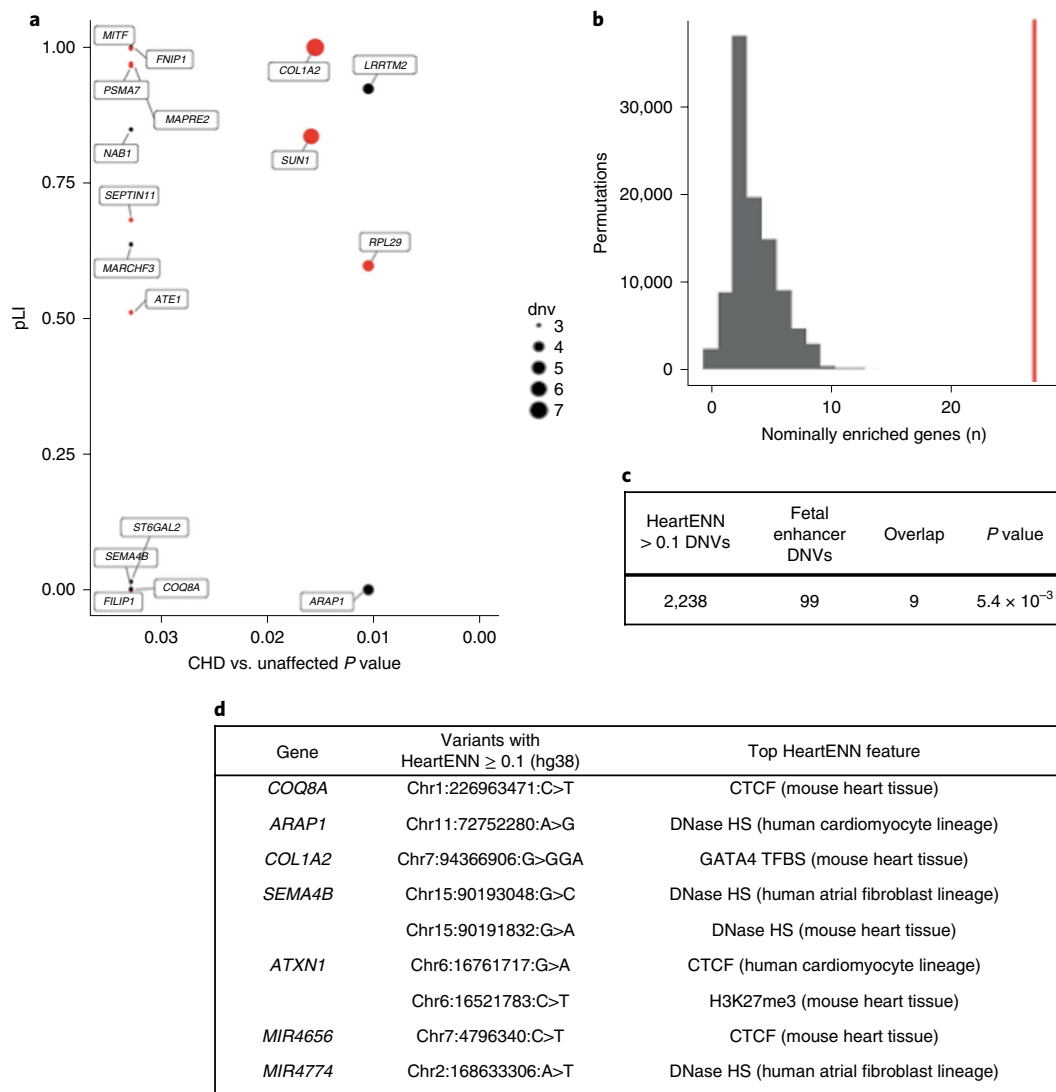 a
MITF
FNIP1
PSMA7
MAPRE2
NAB1
SEPTIN11
MARCHF3
ATE1
ST6GAL2
SEMA4B
COQ8A
FILIP1
COL1A2
LRRTM2
SUN1
RPL29
ARAP1
1.00
0.75
0.50
0.25
0.00
pLI
0.03 0.02 0.01 0.00
CHD vs. unaffected P value
dnv
3
4
5
6
7
b
30,000
20,000
10,000
0
Permutations
0 10 20
Nominally enriched genes (n)
c
HeartENN > 0.1 DNVs Fetal enhancer DNVs Overlap P value
2,238 99 9 5.4 × 10⁻³
d
Gene Variants with HeartENN ≥ 0.1 (hg38) Top HeartENN feature
COQ8A Chr1:226963471:C>T CTCF (mouse heart tissue)
ARAP1 Chr11:72752280:A>G DNase HS (human cardiomyocyte lineage)
COL1A2 Chr7:94366906:G>GGA GATA4 TFBS (mouse heart tissue)
SEMA4B Chr15:90193048:G>C DNase HS (human atrial fibroblast lineage)
Chr15:90191832:G>A DNase HS (mouse heart tissue)
ATXN1 Chr6:16761717:G>A CTCF (human cardiomyocyte lineage)
Chr6:16521783:C>T H3K27me3 (mouse heart tissue)
MIR4656 Chr7:4796340:C>T CTCF (mouse heart tissue)
MIR4774 Chr2:168633306:A>T DNase HS (human atrial fibroblast lineage)